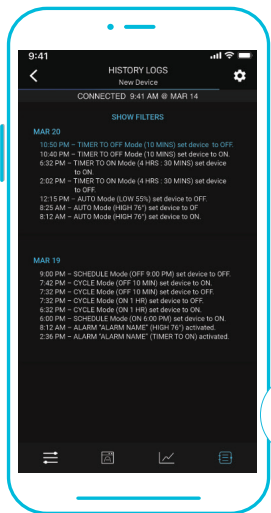 9:41
HISTORY LOGS
New Device
CONNECTED 9:41 AM @ MAR 14
SHOW FILTERS
MAR 20
10:50 PM – TIMER TO OFF Mode (10 MINS) set device to OFF.
10:40 PM – TIMER TO OFF Mode (10 MINS) set device to ON.
6:32 PM – TIMER TO ON Mode (4 HRS : 30 MINS) set device
to ON.
2:02 PM – TIMER TO ON Mode (4 HRS : 30 MINS) set device
to OFF.
12:15 PM – AUTO Mode (LOW 55%) set device to OFF.
8:25 AM – AUTO Mode (HIGH 76°) set device to OF
8:12 AM – AUTO Mode (HIGH 76°) set device to ON.
MAR 19
9:00 PM – SCHEDULE Mode (OFF 9:00 PM) set device to OFF.
7:42 PM – CYCLE Mode (OFF 10 MIN) set device to ON.
7:32 PM – CYCLE Mode (OFF 10 MIN) set device to OFF.
7:32 PM – CYCLE Mode (ON 1 HR) set device to OFF.
6:32 PM – CYCLE Mode (ON 1 HR) set device to ON.
6:00 PM – SCHEDULE Mode (ON 6:00 PM) set device to ON.
8:12 AM – ALARM "ALARM NAME" (HIGH 76°) activated.
2:36 PM – ALARM "ALARM NAME" (TIMER TO ON) activated.